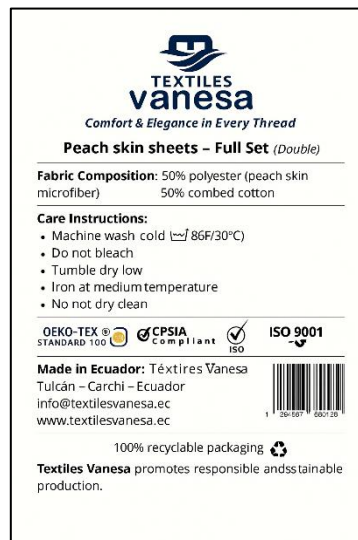 TEXTILES
vanesa
Comfort & Elegance in Every Thread
Peach skin sheets – Full Set (Double)
Fabric Composition: 50% polyester (peach skin
microfiber) 50% combed cotton
Care Instructions:
• Machine wash cold 86F/30°C)
• Do not bleach
• Tumble dry low
• Iron at medium temperature
• No not dry clean
OEKO-TEX ®
STANDARD 100
CPSIA
Compliant
ISO
ISO 9001
Made in Ecuador: Téxtires Vanesa
Tulcán – Carchi – Ecuador
info@textilesvanesa.ec
www.textilesvanesa.ec
100% recyclable packaging
Textiles Vanesa promotes responsible andsstainable
production.